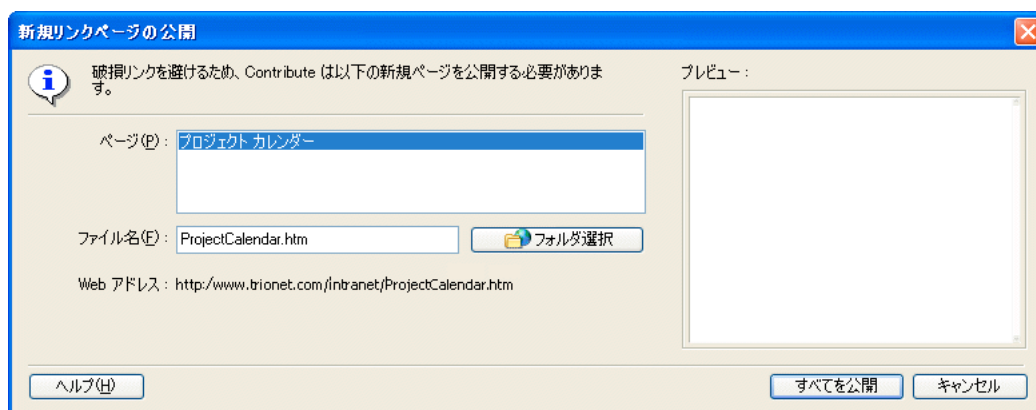 新規リンクページの公開
破損リンクを避けるため、Contribute は以下の新規ページを公開する必要がありま
す。
プレビュー :
ページ(P) :
プロジェクト カレンダー
ファイル名(F) :
ProjectCalendar.htm
フォルダ選択
Web アドレス : http:/www.trionet.com/intranet/ProjectCalendar.htm
ヘルプ(H)
すべてを公開
キャンセル